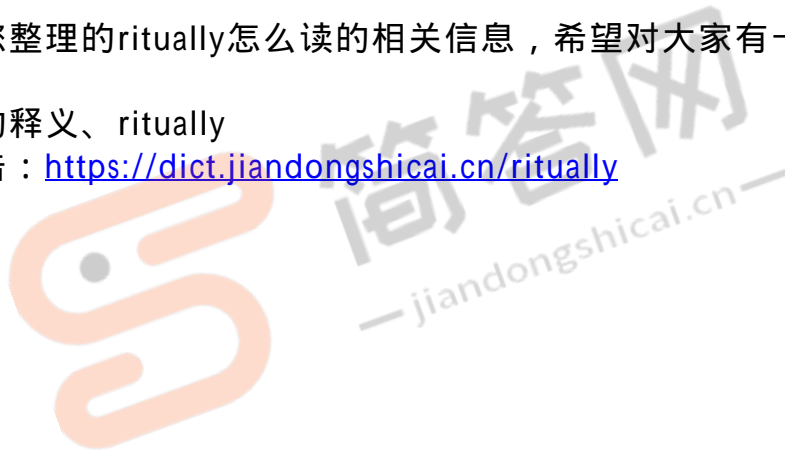 整理的ritually怎么读的相关信息，希望对大家有
释义、ritually
：https://dict.jiandongshicai.cn/ritually
简答网
jiandongshicai.cn